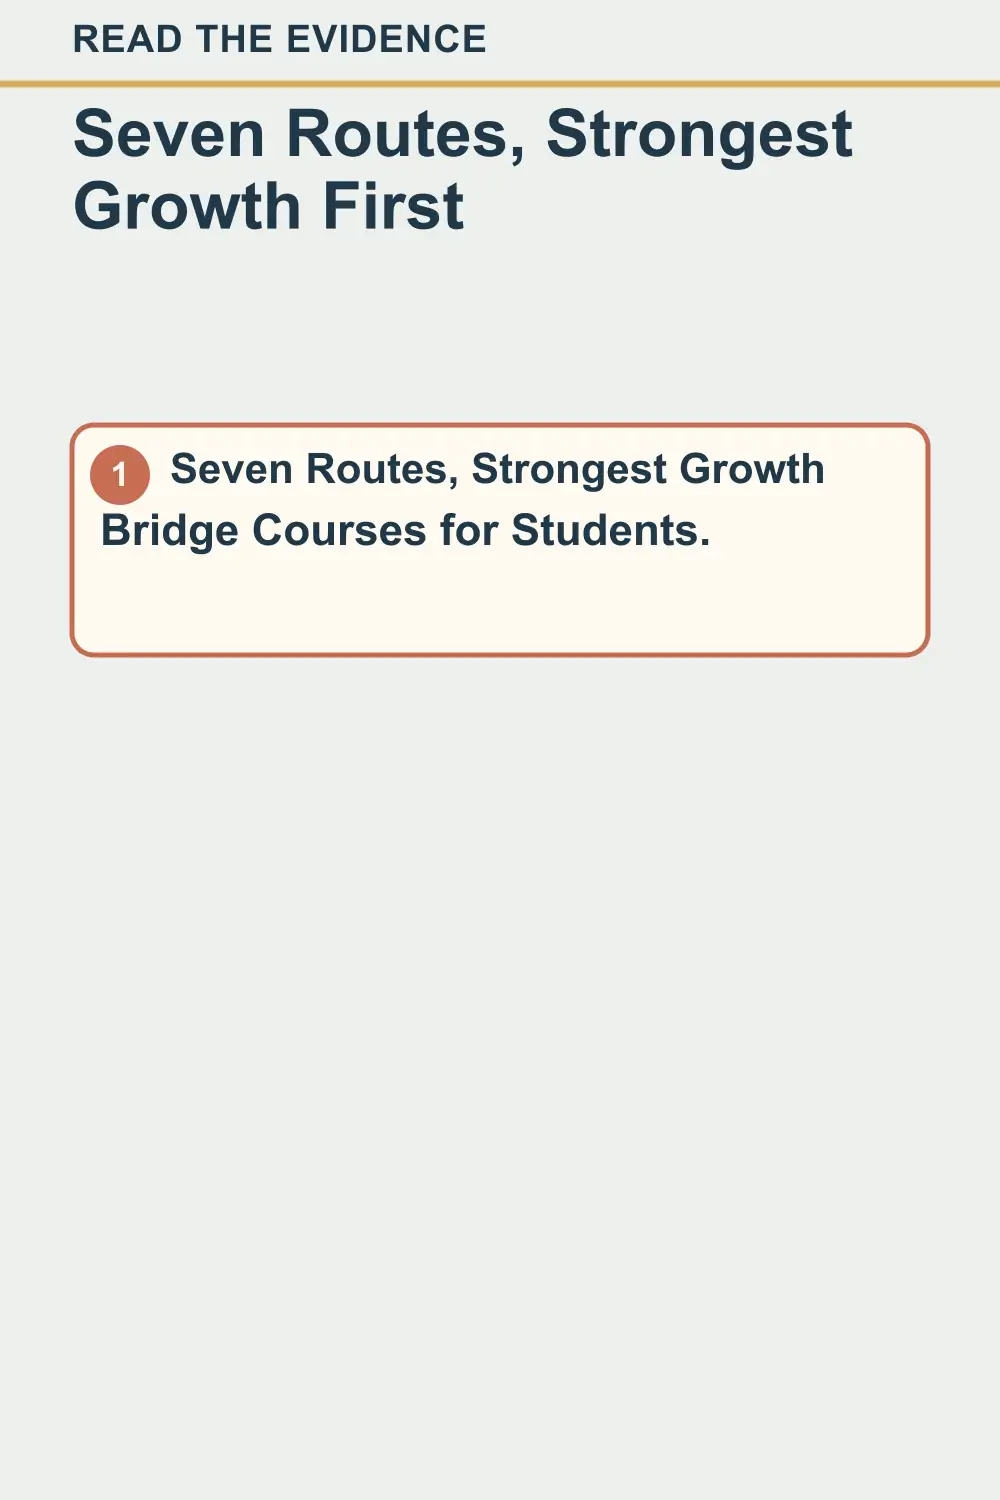 READ THE EVIDENCE
Seven Routes, Strongest
Growth First
1 Seven Routes, Strongest Growth
Bridge Courses for Students.